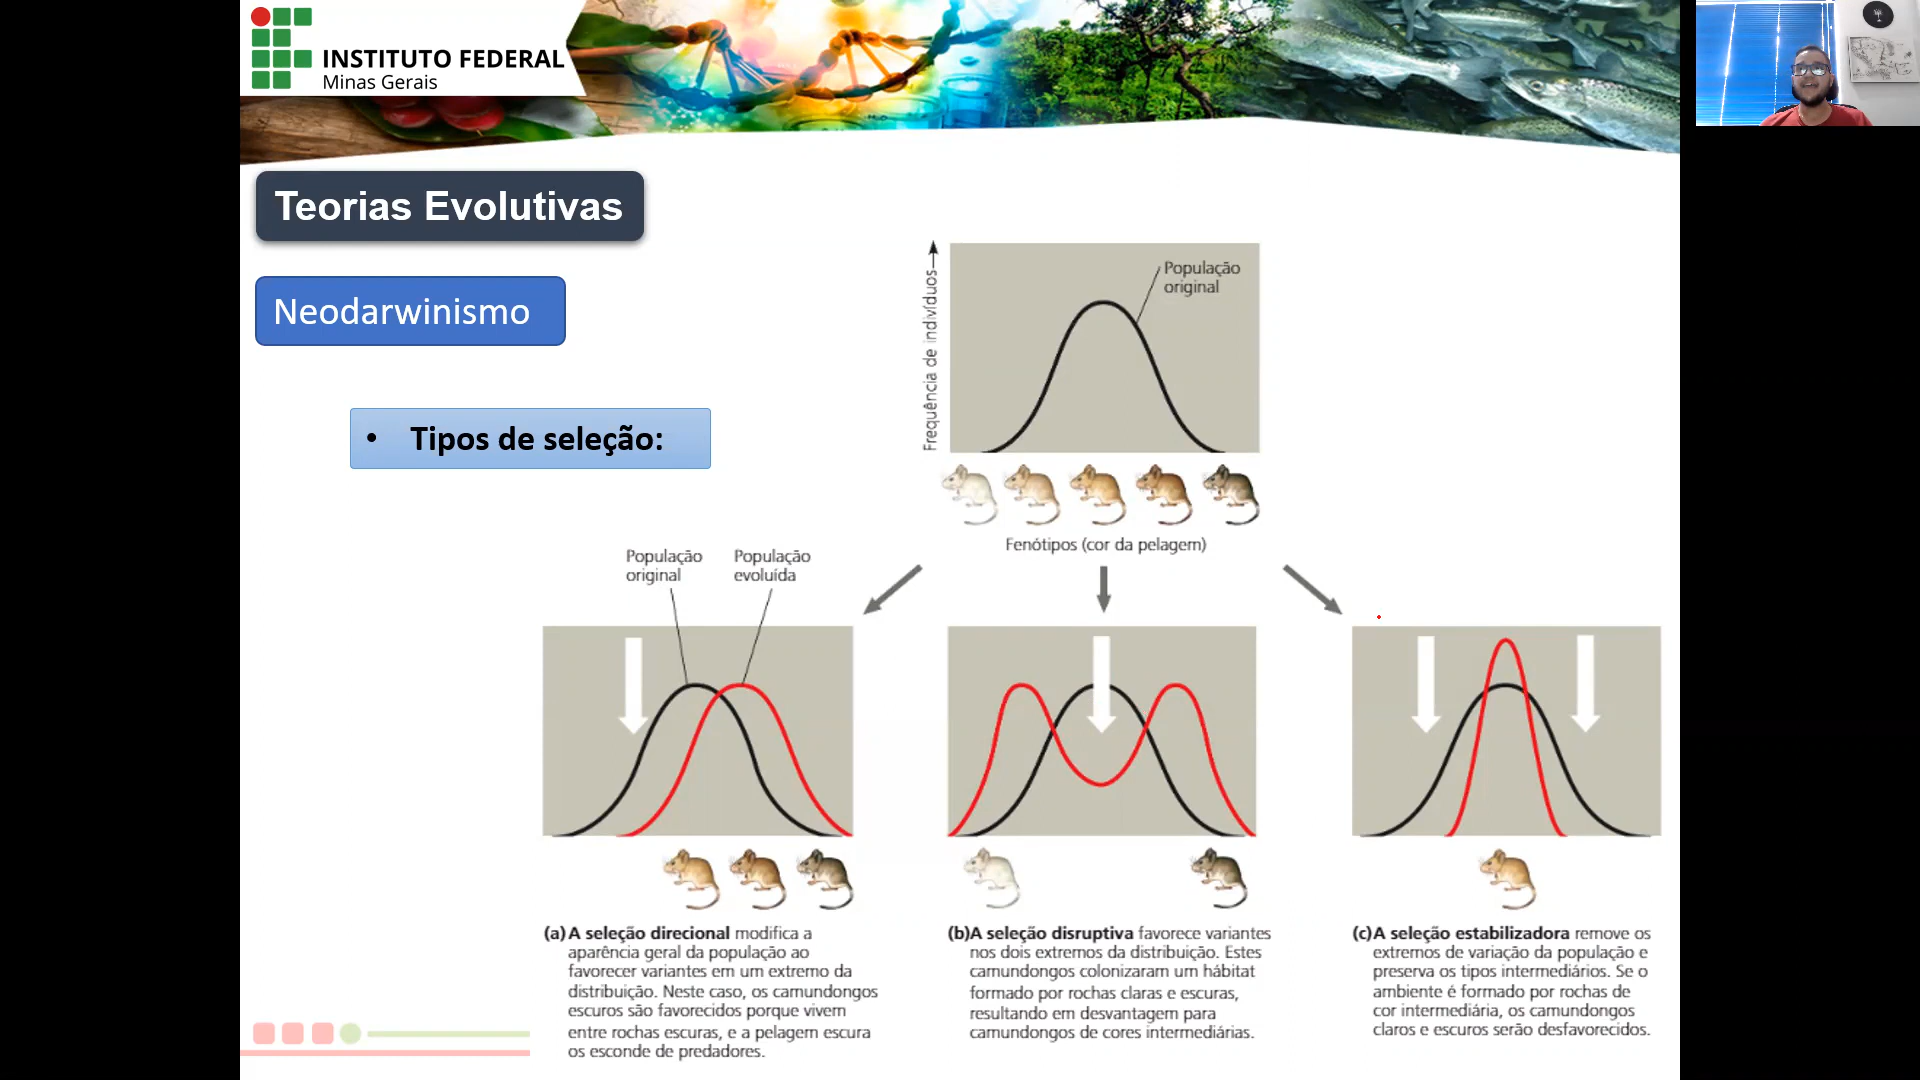 INSTITUTO FEDERAL
Minas Gerais
Teorias Evolutivas
Neodarwinismo
• Tipos de seleção:
Frequência de indivíduos
População
original
Fenótipos (cor da pelagem)
População
original
População
evoluída
(a) A seleção direcional modifica a
aparência geral da população ao
favorecer variantes em um extremo da
distribuição. Neste caso, os camundongos
escuros são favorecidos porque vivem
entre rochas escuras, e a pelagem escura
os esconde de predadores.
(b) A seleção disruptiva favorece variantes
nos dois extremos da distribuição. Estes
camundongos colonizaram um hábitat
formado por rochas claras e escuras,
resultando em desvantagem para
camundongos de cores intermediárias.
(c) A seleção estabilizadora remove os
extremos de variação da população e
preserva os tipos intermediários. Se o
ambiente é formado por rochas de
cor intermediária, os camundongos
claros e escuros serão desfavorecidos.